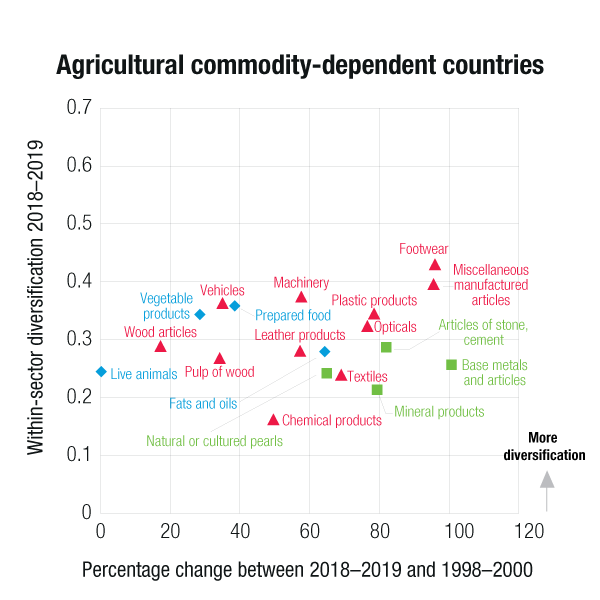 Agricultural commodity-dependent countries
Within-sector diversification 2018–2019
0.7
0.6
0.5
0.4
0.3
0.2
0.1
0
Footwear
Miscellaneous
manufactured
articles
Machinery
Vehicles
Vegetable
products
Prepared food
Plastic products
Opticals
Articles of stone,
cement
Wood articles
Leather products
Pulp of wood
Live animals
Textiles
Base metals
and articles
Fats and oils
Mineral products
Chemical products
Natural or cultured pearls
More
diversification
0
20
40
60
80
100
120
Percentage change between 2018–2019 and 1998–2000